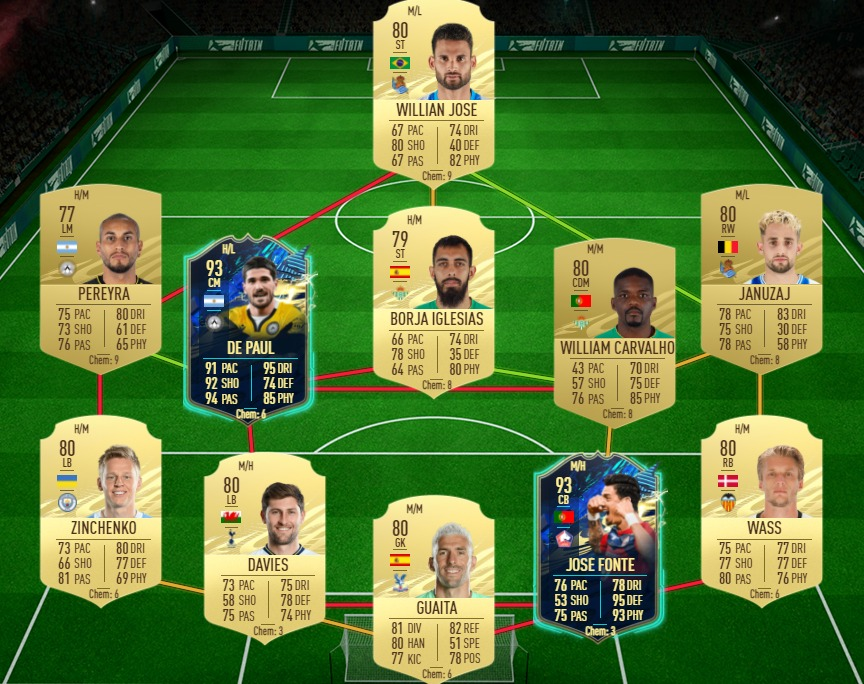 FUTBIN
FUTBIN
M/L
80
ST
WILLIAN JOSE
67 PAC 74 DRI
80 SHO 40 DEF
67 PAS 82 PHY
Chem: 9
H/M
77
LM
PEREYRA
75 PAC 80 DRI
73 SHO 61 DEF
76 PAS 65 PHY
Chem: 9
H/L
93
CM
DE PAUL
91 PAC 95 DRI
92 SHO 74 DEF
94 PAS 85 PHY
Chem: 6
H/M
79
ST
BORJA IGLESIAS
66 PAC 74 DRI
78 SHO 35 DEF
64 PAS 80 PHY
Chem: 8
M/M
80
CDM
WILLIAM CARVALHO
43 PAC 70 DRI
57 SHO 75 DEF
76 PAS 85 PHY
Chem: 8
M/L
80
RW
JANUZAJ
78 PAC 83 DRI
75 SHO 30 DEF
78 PAS 58 PHY
Chem: 8
H/M
80
LB
ZINCHENKO
73 PAC 80 DRI
66 SHO 77 DEF
81 PAS 69 PHY
Chem: 6
M/H
80
LB
DAVIES
73 PAC 75 DRI
58 SHO 78 DEF
75 PAS 74 PHY
Chem: 3
M/M
80
GK
GUAITA
81 DIV 82 REF
80 HAN 51 SPE
77 KIC 78 POS
Chem: 6
M/H
93
CB
JOSE FONTE
76 PAC 78 DRI
53 SHO 95 DEF
75 PAS 93 PHY
Chem: 3
H/M
80
RB
WASS
75 PAC 77 DRI
77 SHO 77 DEF
80 PAS 76 PHY
Chem: 6